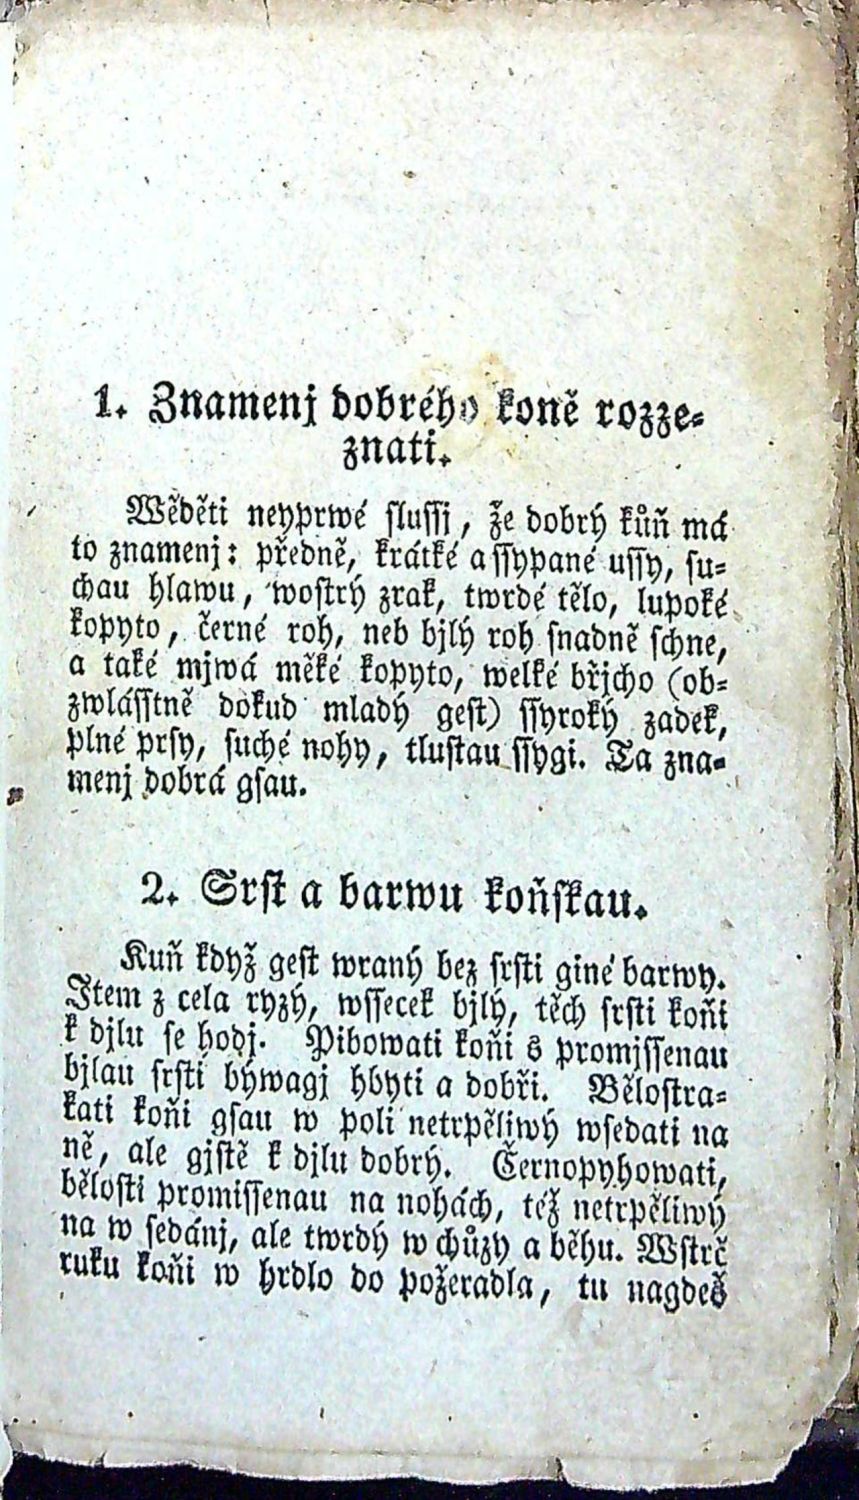 1. Znamenj dobrého koně rozze-
znati.
Wěděti neyprwé slussj, že dobrý kůň má
to znamenj: předně, krátké a ssypané ussy, su-
chau hlawu, wostrý zrak, twrdé tělo, lupoké
kopyto, černé roh, neb bjlý roh snadně schne,
a také mjwá měké kopyto, welké břjcho (ob-
zwlásstně dokud mladý gest) ssyroký zadek,
plné prsy, suché nohy, tlustau ssygi. Ta zna-
menj dobrá gsau.
2. Srst a barwu koňskau.
Kuň když gest wraný bez srsti giné barwy.
Item z cela ryzý, wssecek bjlý, těch srsti koňi
k djlu se hodj. Pibowati koňi s promjssenau
bjlau srstj býwagj hbyti a dobři. Bělostra-
kati koňi gsau w poli netrpěliwý wsedati na
ně, ale gjstě k djlu dobrý. Černopyhowati,
bělosti promissenau na nohách, též netrpěliwý
na w sedánj, ale twrdý w chůzy a běhu. Wstrč
ruku koňi w hrdlo do požeradla, tu nagdeš